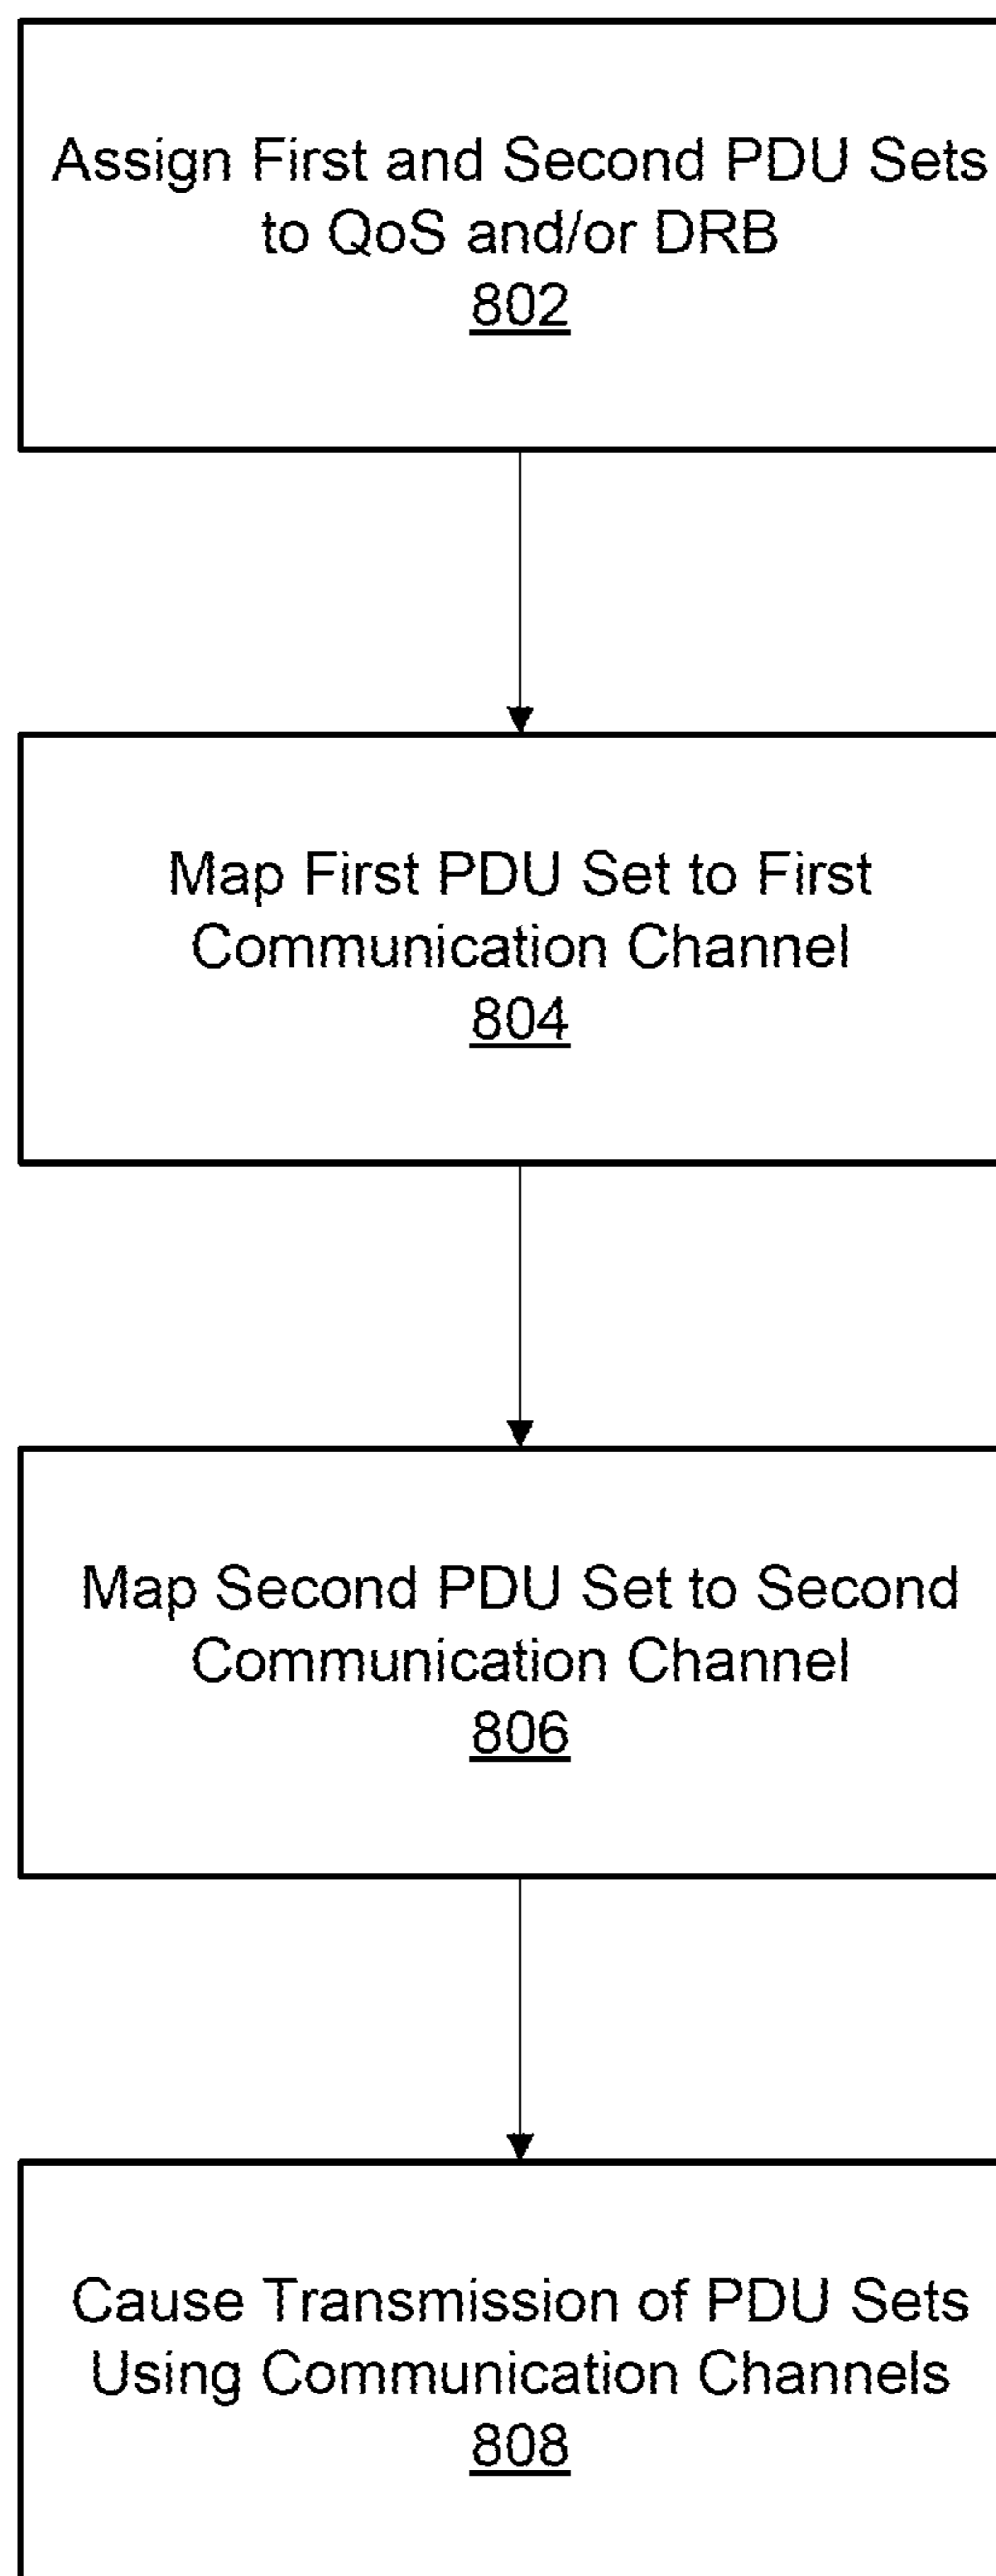 Assign First and Second PDU Sets
to QoS and/or DRB
802
Map First PDU Set to First
Communication Channel
804
Map Second PDU Set to Second
Communication Channel
806
Cause Transmission of PDU Sets
Using Communication Channels
808